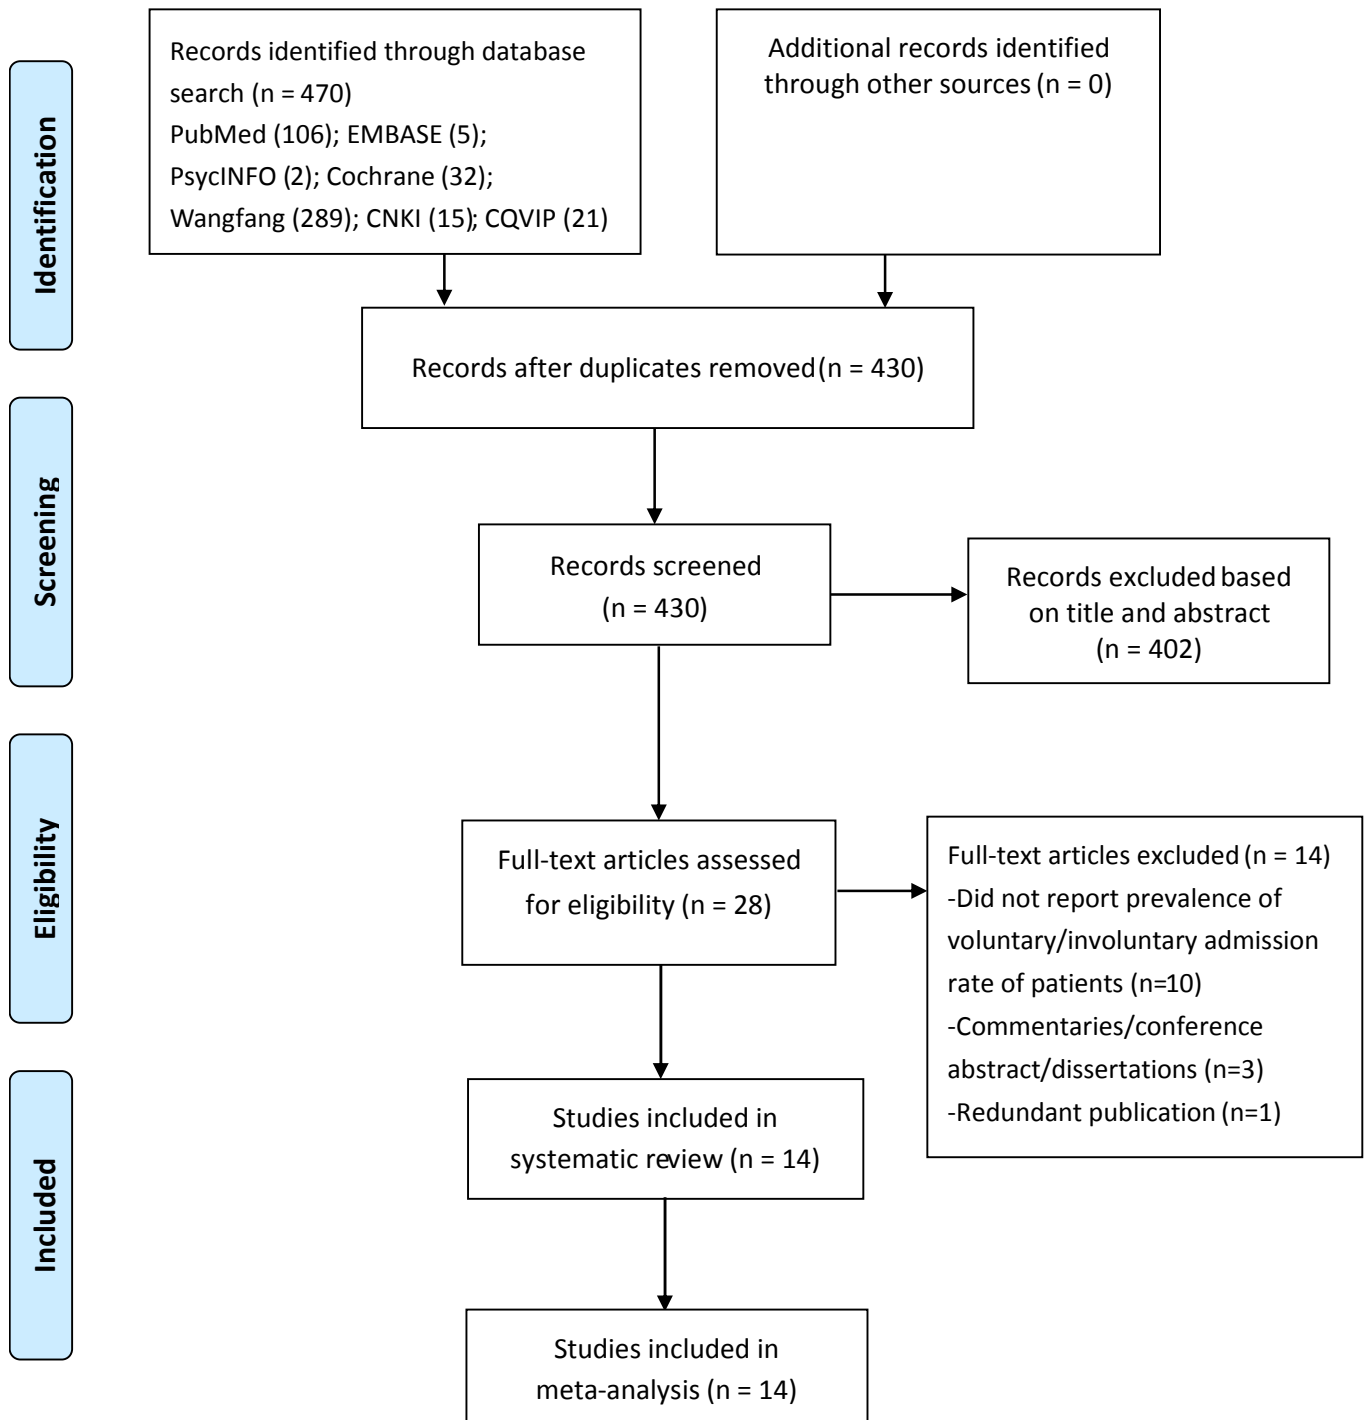 Identification
Records identified through database
search (n = 470)
PubMed (106); EMBASE (5);
PsycINFO (2); Cochrane (32);
Wangfang (289); CNKI (15); CQVIP (21)
Additional records identified
through other sources (n = 0)
Records after duplicates removed (n = 430)
Screening
Records screened
(n = 430)
Records excluded based
on title and abstract
(n = 402)
Eligibility
Full-text articles assessed
for eligibility (n = 28)
Full-text articles excluded (n = 14)
-Did not report prevalence of
voluntary/involuntary admission
rate of patients (n=10)
-Commentaries/conference
abstract/dissertations (n=3)
-Redundant publication (n=1)
Included
Studies included in
systematic review (n = 14)
Studies included in
meta-analysis (n = 14)